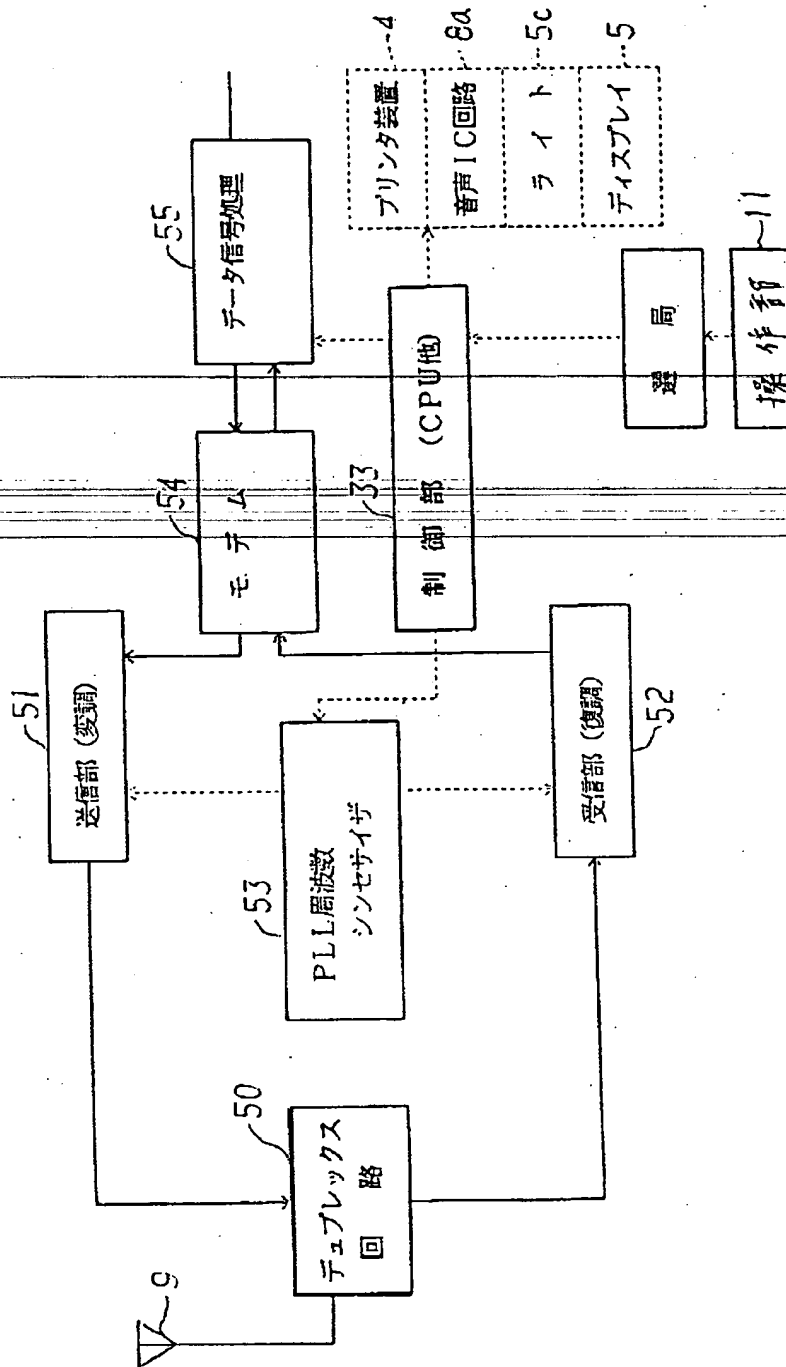 9
50
デュプレックス
回路
51
送信部(変調)
53
PLL周波数
シンセサイザ
52
受信部(復調)
54
モデム
33
制御部(CPU他)
55
データ信号処理
プリンタ装置
4
音声IC回路
8a
ライト
5c
ディスプレイ
5
選局
操作部
11